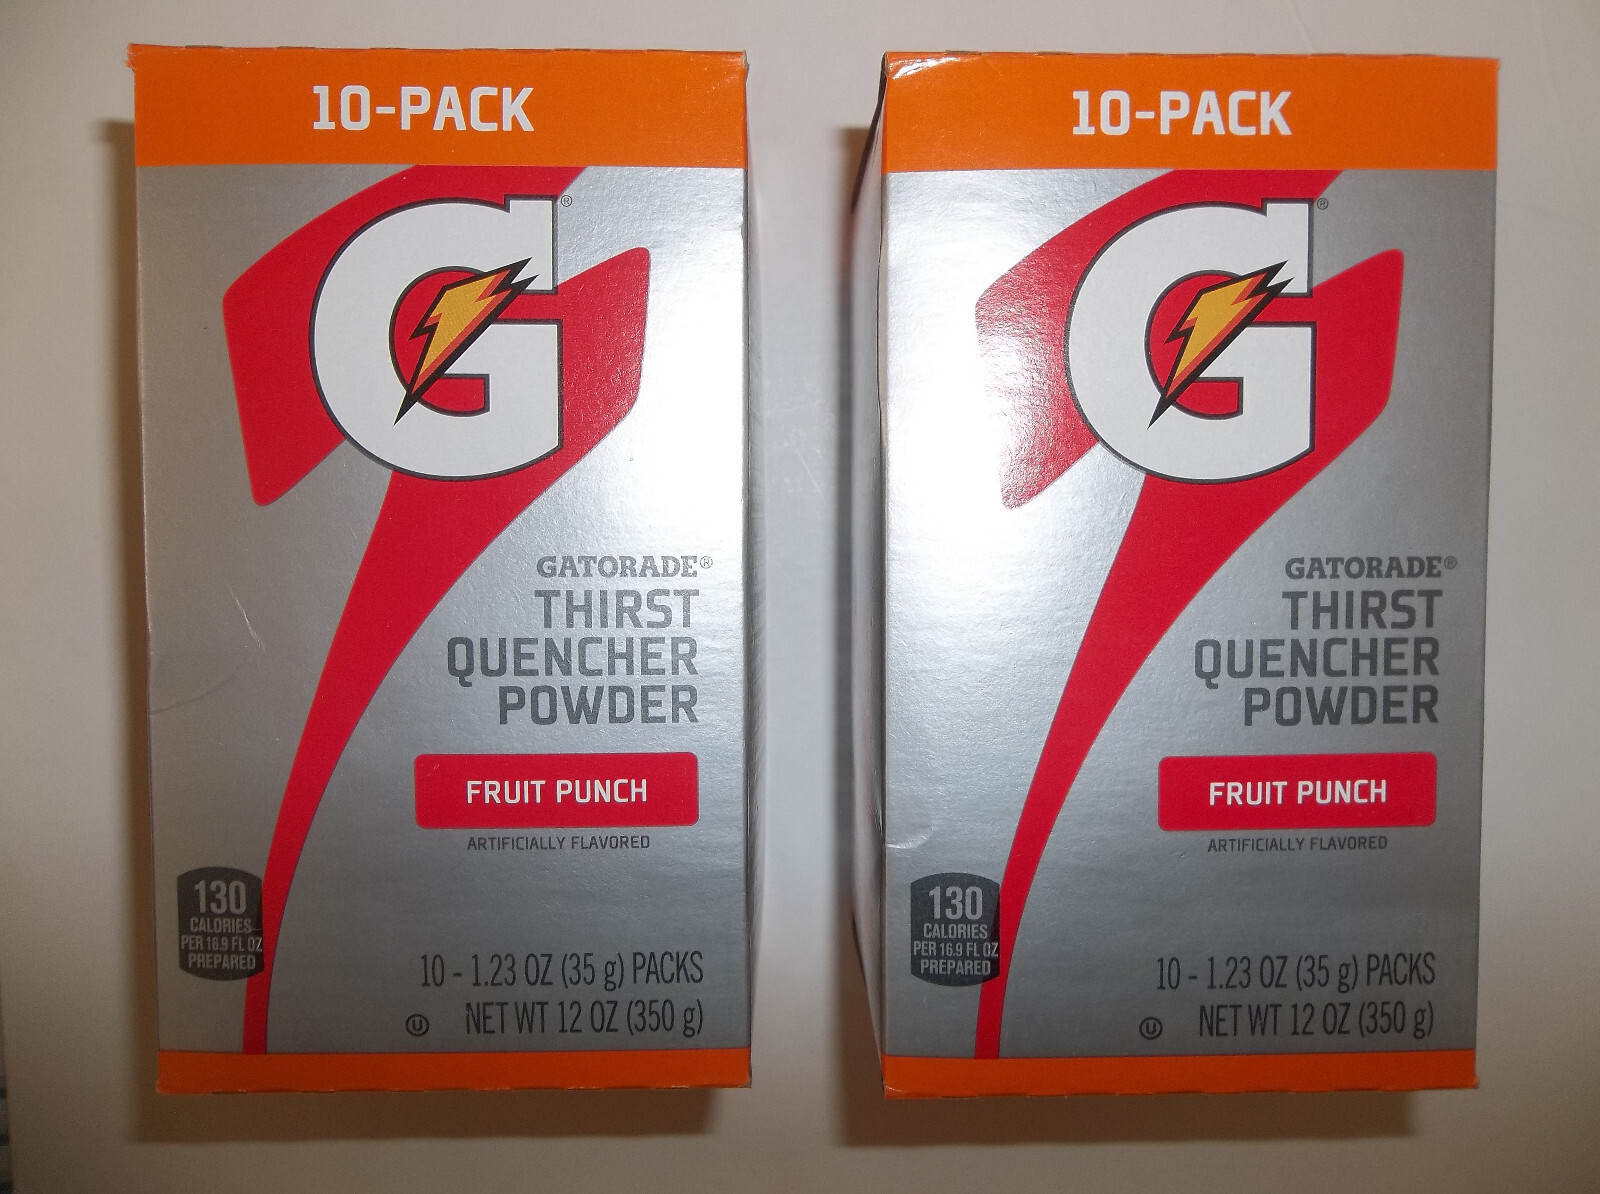 10-PACK
G®
GATORADE®
THIRST
QUENCHER
POWDER
FRUIT PUNCH
ARTIFICIALLY FLAVORED
130
CALORIES
PER 16.9 FL OZ
PREPARED
10 - 1.23 OZ (35 g) PACKS
U NET WT 12 OZ (350 g)
10-PACK
G®
GATORADE®
THIRST
QUENCHER
POWDER
FRUIT PUNCH
ARTIFICIALLY FLAVORED
130
CALORIES
PER 16.9 FL OZ
PREPARED
10 - 1.23 OZ (35 g) PACKS
U NET WT 12 OZ (350 g)